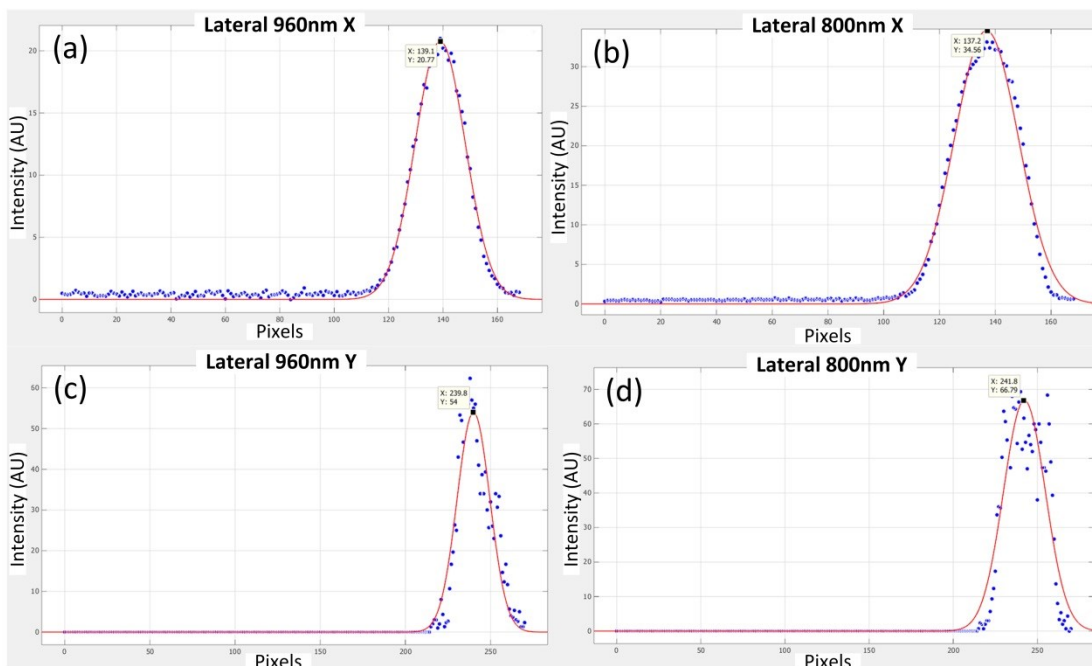 Lateral 960nm X
(a)
X: 139.1
Y: 20.77
Intensity (AU)
20
15
10
5
0
0 20 40 60 80 100 120 140 160
Pixels
Lateral 800nm X
(b)
X: 137.2
Y: 34.56
Intensity (AU)
30
25
20
15
10
5
0
0 20 40 60 80 100 120 140 160
Pixels
Lateral 960nm Y
(c)
X: 239.8
Y: 54
Intensity (AU)
60
50
40
30
20
10
0
0 50 100 150 200 250
Pixels
Lateral 800nm Y
(d)
X: 241.8
Y: 66.79
Intensity (AU)
70
60
50
40
30
20
10
0
0 50 100 150 200 250
Pixels